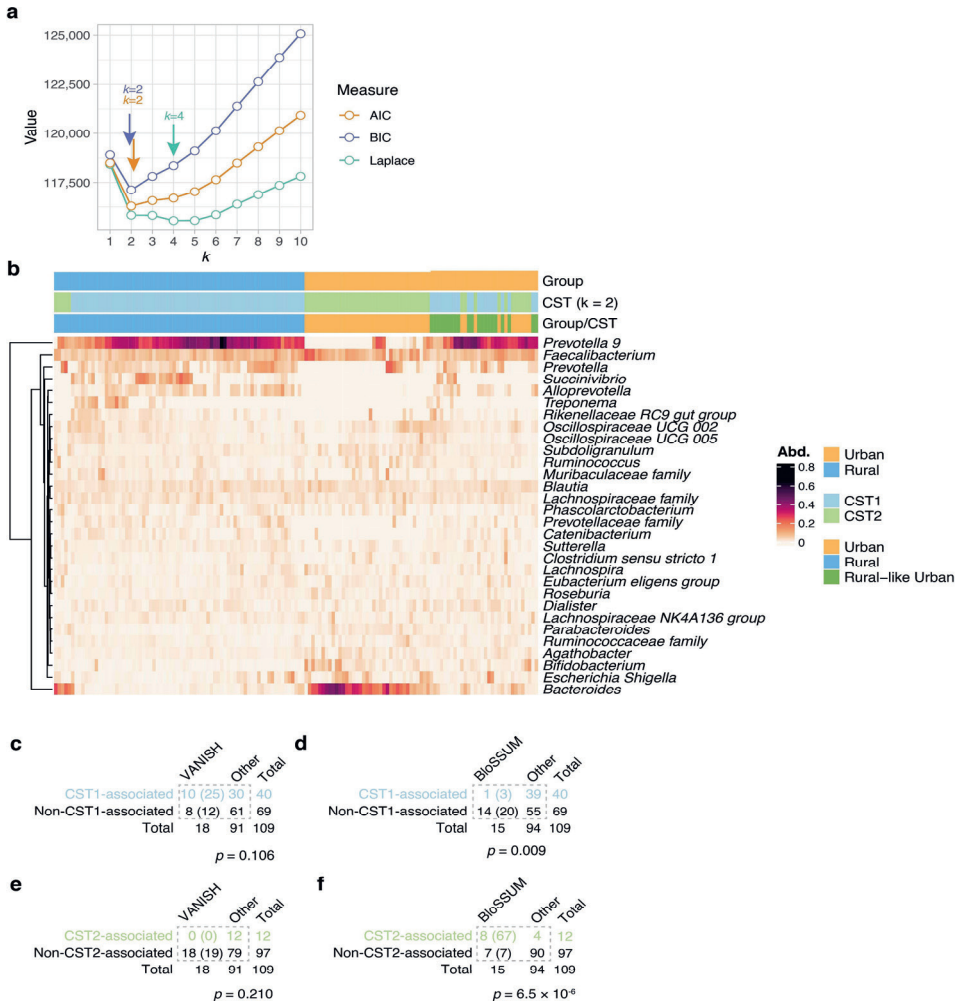 a
125,000
122,500
120,000
117,500
Value
k=2
k=2
k=4
1 2 3 4 5 6 7 8 9 10
k
Measure
AIC
BIC
Laplace
b
Group
CST (k = 2)
Group/CST
Prevotella 9
Faecalibacterium
Prevotella
Succinivibrio
Alloprevotella
Treponema
Rikenellaceae RC9 gut group
Oscillospiraceae UCG 002
Oscillospiraceae UCG 005
Subdoligranulum
Ruminococcus
Muribaculaceae family
Blautia
Lachnospiraceae family
Phascolarctobacterium
Prevotellaceae family
Catenibacterium
Sutterella
Clostridium sensu stricto 1
Lachnospira
Eubacterium eligens group
Roseburia
Dialister
Lachnospiraceae NK4A136 group
Parabacteroides
Ruminococcaceae family
Agathobacter
Bifidobacterium
Escherichia Shigella
Bacteroides
Abd.
0.8
0.6
0.4
0.2
0
Urban
Rural
CST1
CST2
Urban
Rural
Rural-like Urban
c
VANISH Other Total
CST1-associated 10 (25) 30 40
Non-CST1-associated 8 (12) 61 69
Total 18 91 109
p = 0.106
d
BloSSUM Other Total
CST1-associated 1 (3) 39 40
Non-CST1-associated 14 (20) 55 69
Total 15 94 109
p = 0.009
e
VANISH Other Total
CST2-associated 0 (0) 12 12
Non-CST2-associated 18 (19) 79 97
Total 18 91 109
p = 0.210
f
BloSSUM Other Total
CST2-associated 8 (67) 4 12
Non-CST2-associated 7 (7) 90 97
Total 15 94 109
p = 6.5 × 10⁻⁶